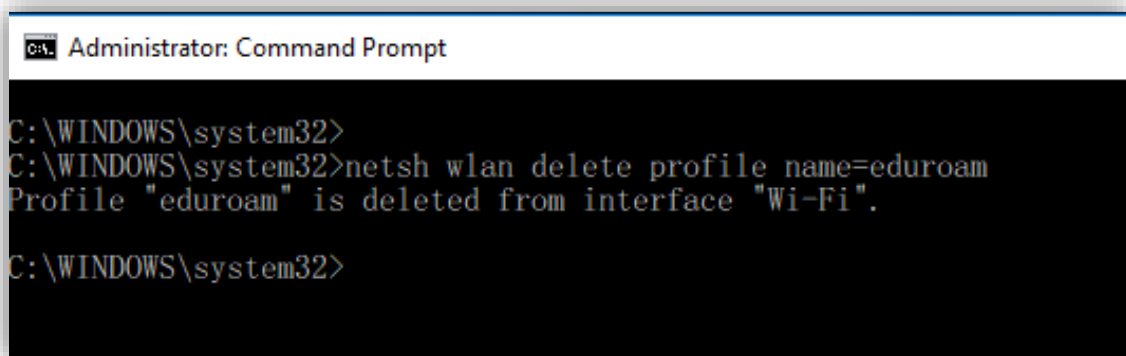 Administrator: Command Prompt
C:\WINDOWS\system32>
C:\WINDOWS\system32>netsh wlan delete profile name=eduroam
Profile "eduroam" is deleted from interface "Wi-Fi".
C:\WINDOWS\system32>